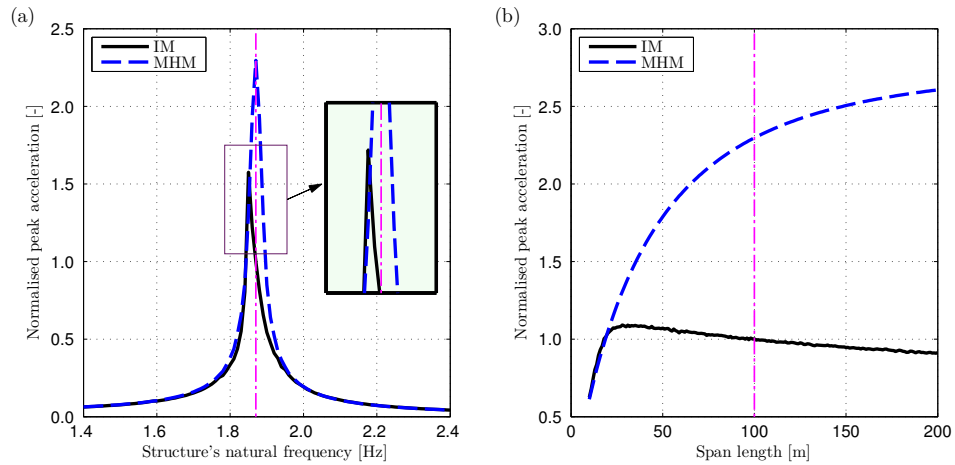 (a)
2.5
2.0
1.5
1.0
0.5
0.0
Normalised peak acceleration [-]
IM
MHM
1.4
1.6
1.8
2.0
2.2
2.4
Structure's natural frequency [Hz]
(b)
3.0
2.5
2.0
1.5
1.0
0.5
Normalised peak acceleration [-]
IM
MHM
0
50
100
150
200
Span length [m]